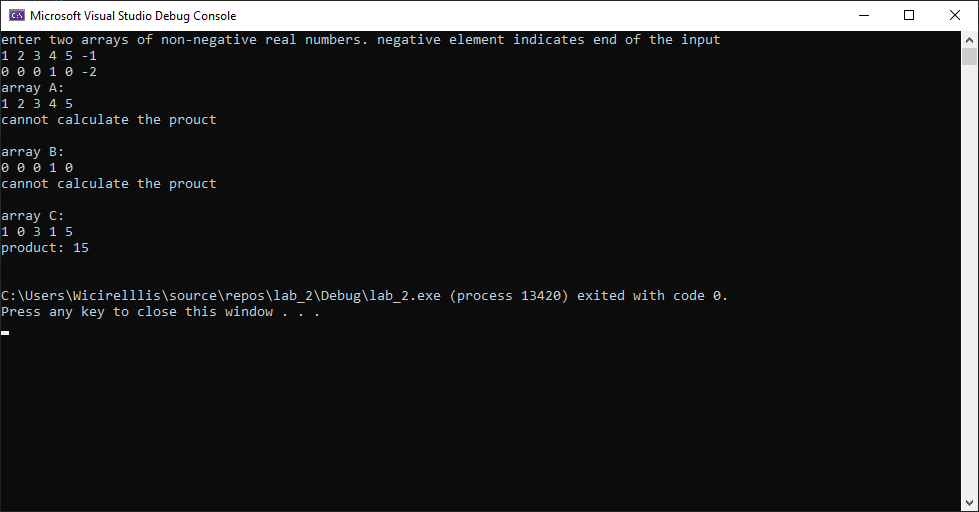 Microsoft Visual Studio Debug Console
enter two arrays of non-negative real numbers. negative element indicates end of the input
1 2 3 4 5 -1
0 0 0 1 0 -2
array A:
1 2 3 4 5
cannot calculate the prouct
array B:
0 0 0 1 0
cannot calculate the prouct
array C:
1 0 3 1 5
product: 15
C:\Users\Wicirelllis\source\repos\lab_2\Debug\lab_2.exe (process 13420) exited with code 0.
Press any key to close this window . . .